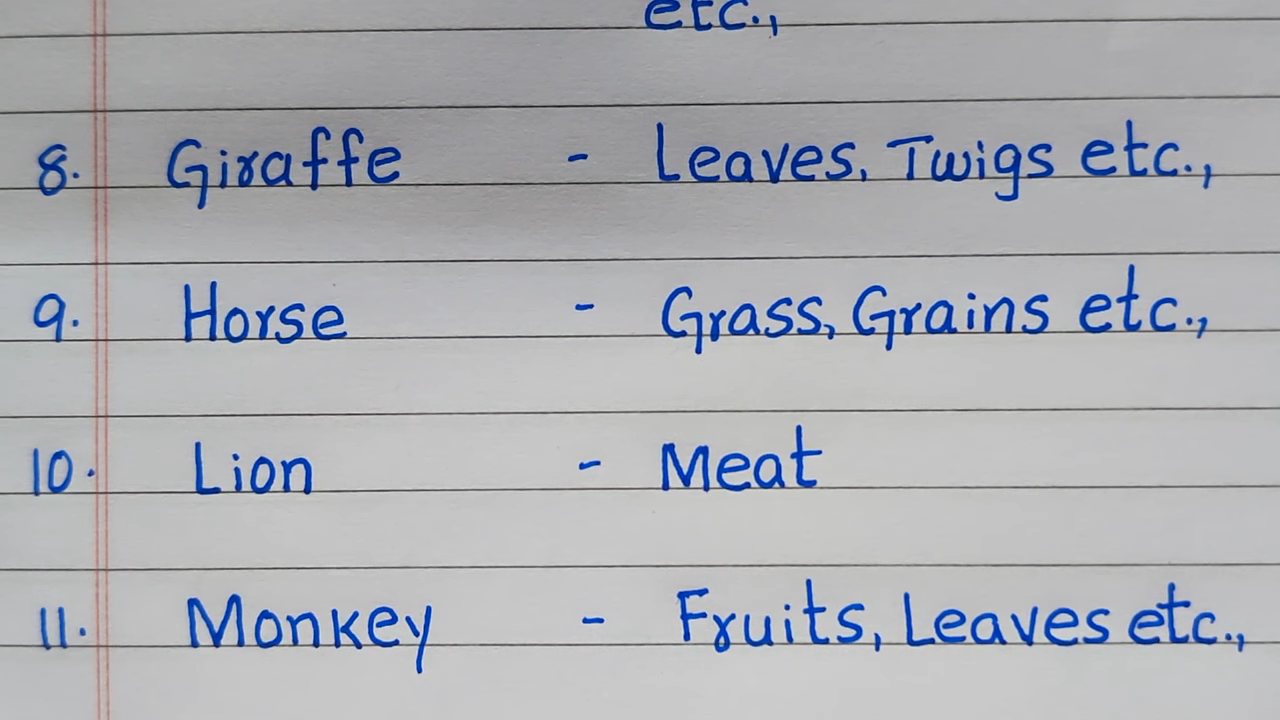 etc.,
8. Giraffe - Leaves, Twigs etc.,
9. Horse - Grass, Grains etc.,
10. Lion - Meat
11. Monkey - Fruits, Leaves etc.,